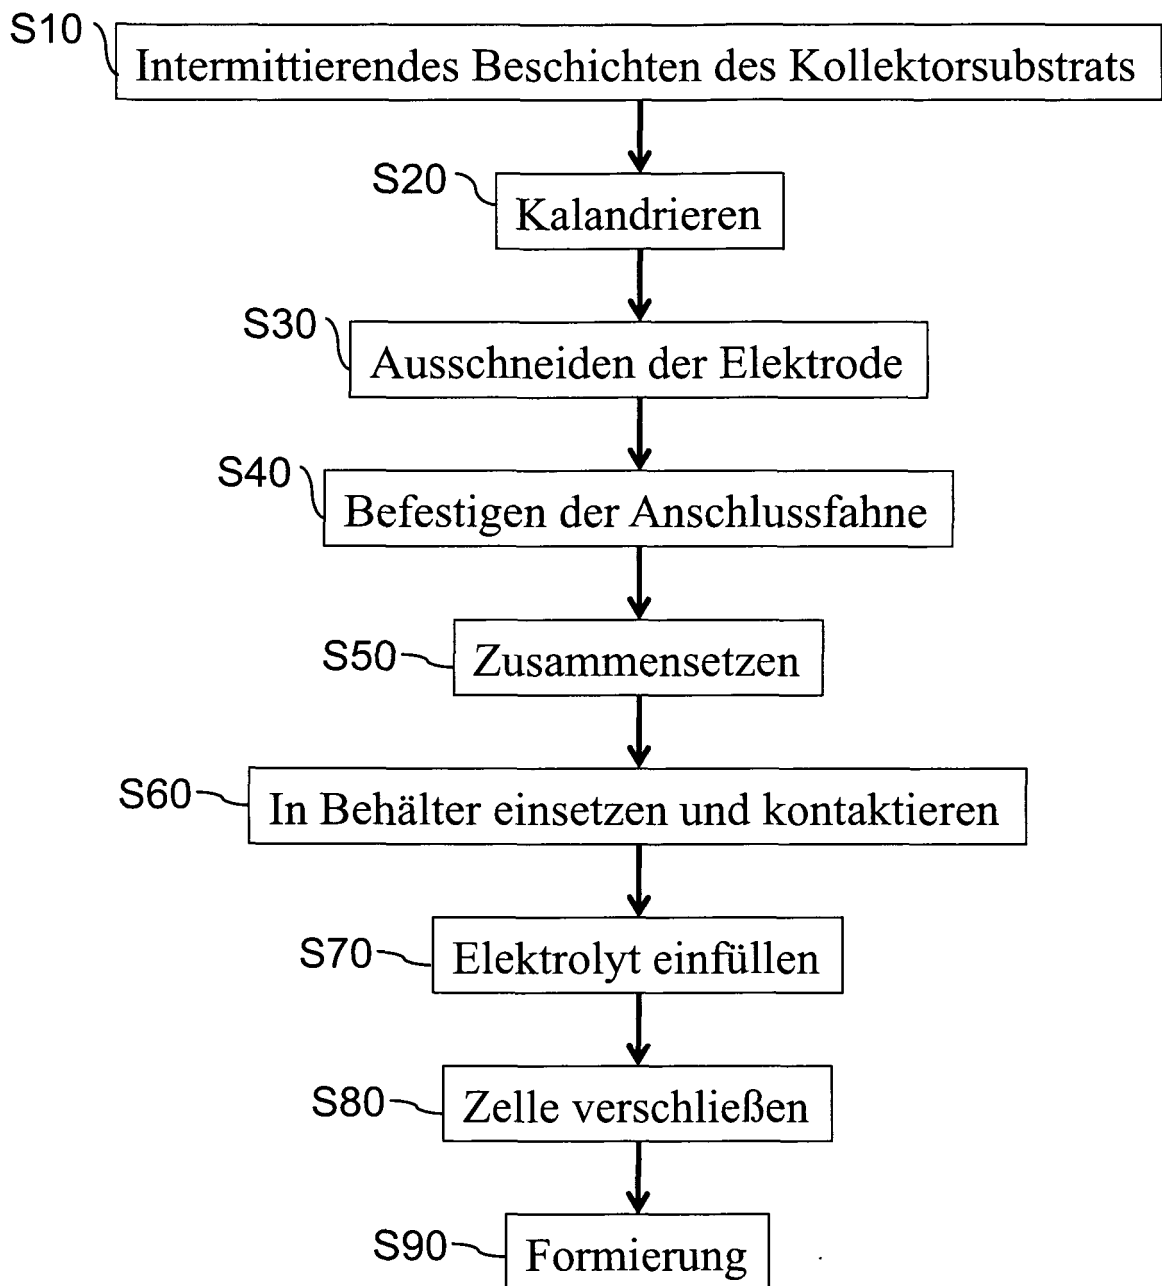 S10
Intermittierendes Beschichten des Kollektorsubstrats
S20
Kalandrieren
S30
Ausschneiden der Elektrode
S40
Befestigen der Anschlussfahne
S50
Zusammensetzen
S60
In Behälter einsetzen und kontaktieren
S70
Elektrolyt einfüllen
S80
Zelle verschließen
S90
Formierung